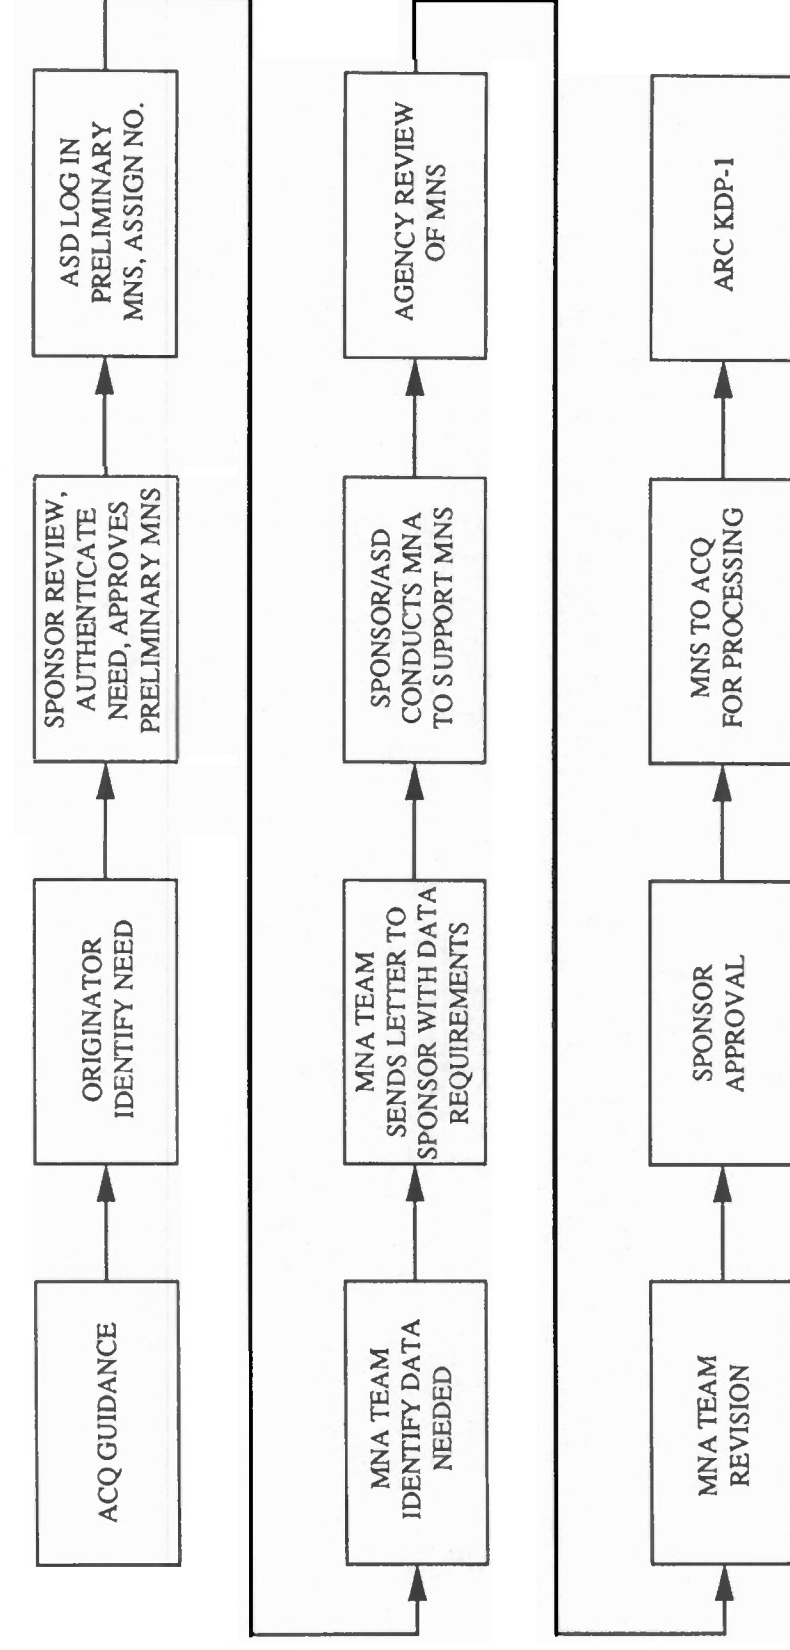 ACQ GUIDANCE
ORIGINATOR
IDENTIFY NEED
SPONSOR REVIEW,
AUTHENTICATE
NEED, APPROVES
PRELIMINARY MNS
ASD LOG IN
PRELIMINARY
MNS, ASSIGN NO.
MNA TEAM
IDENTIFY DATA
NEEDED
MNA TEAM
SENDS LETTER TO
SPONSOR WITH DATA
REQUIREMENTS
SPONSOR/ASD
CONDUCTS MNA
TO SUPPORT MNS
AGENCY REVIEW
OF MNS
MNA TEAM
REVISION
SPONSOR
APPROVAL
MNS TO ACQ
FOR PROCESSING
ARC KDP-1